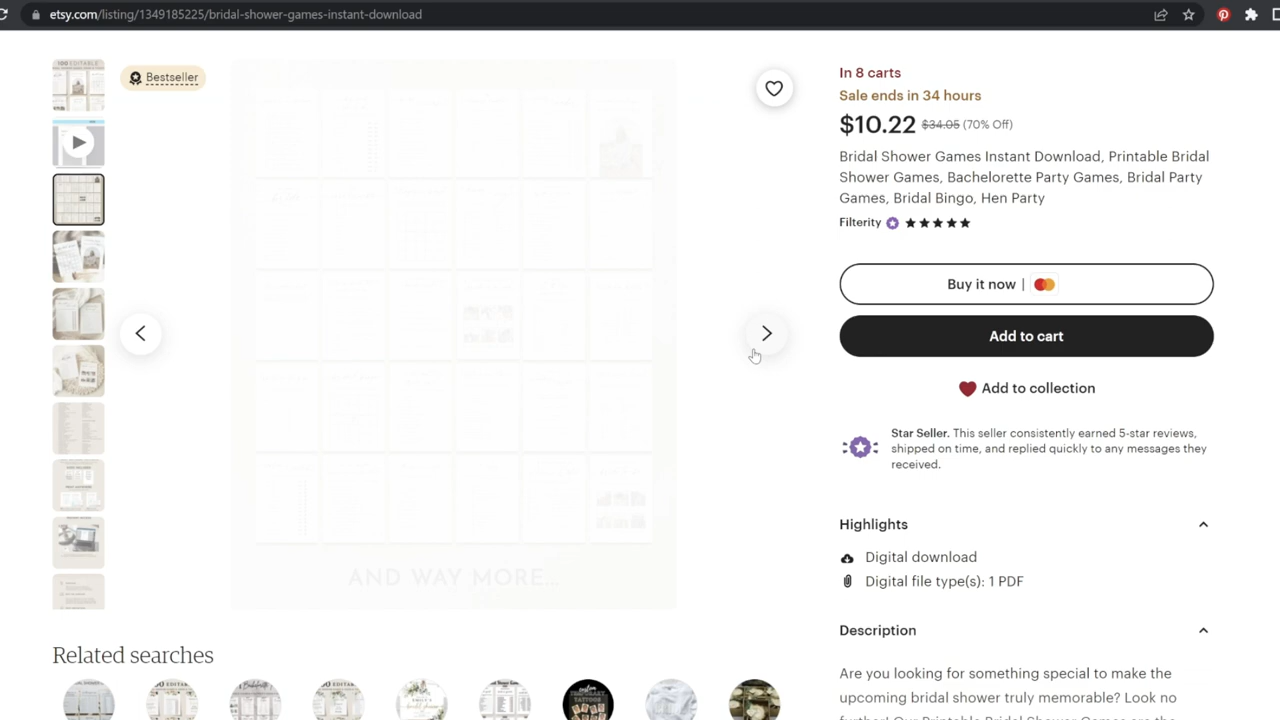 etsy.com/listing/1349185225/bridal-shower-games-instant-download
100 EDITABLE
Bestseller
In 8 carts
Sale ends in 34 hours
$10.22 $34.05 (70% Off)
Bridal Shower Games Instant Download, Printable Bridal
Shower Games, Bachelorette Party Games, Bridal Party
Games, Bridal Bingo, Hen Party
Filterity
Buy it now |
Add to cart
Add to collection
Star Seller. This seller consistently earned 5-star reviews,
shipped on time, and replied quickly to any messages they
received.
Highlights
Digital download
Digital file type(s): 1 PDF
Description
Are you looking for something special to make the
upcoming bridal shower truly memorable? Look no
AND WAY MORE...
Related searches